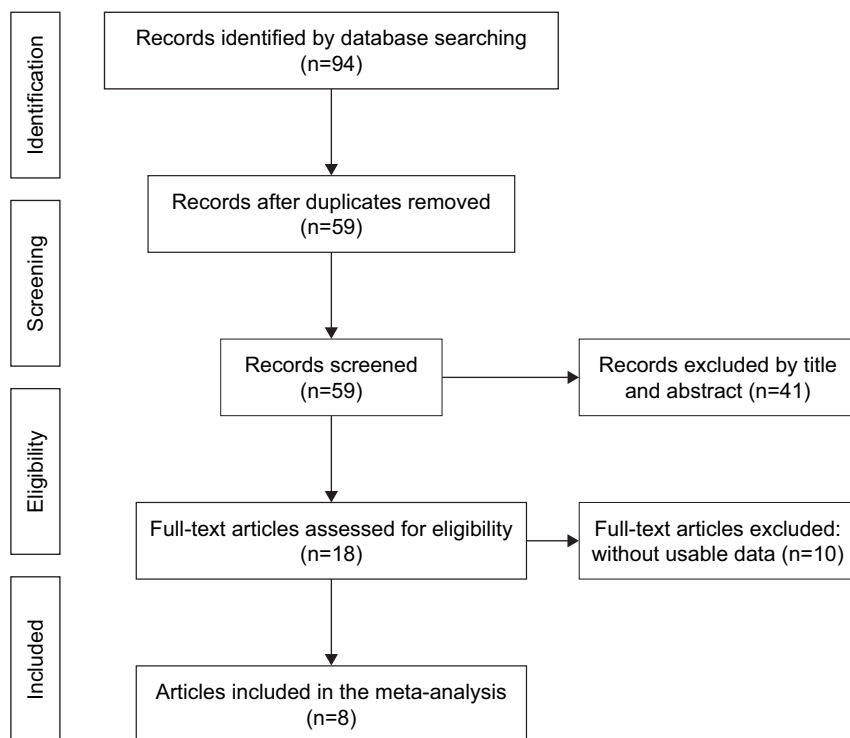 Identification
Records identified by database searching
(n=94)
Records after duplicates removed
(n=59)
Screening
Records screened
(n=59)
Records excluded by title
and abstract (n=41)
Eligibility
Full-text articles assessed for eligibility
(n=18)
Full-text articles excluded:
without usable data (n=10)
Included
Articles included in the meta-analysis
(n=8)